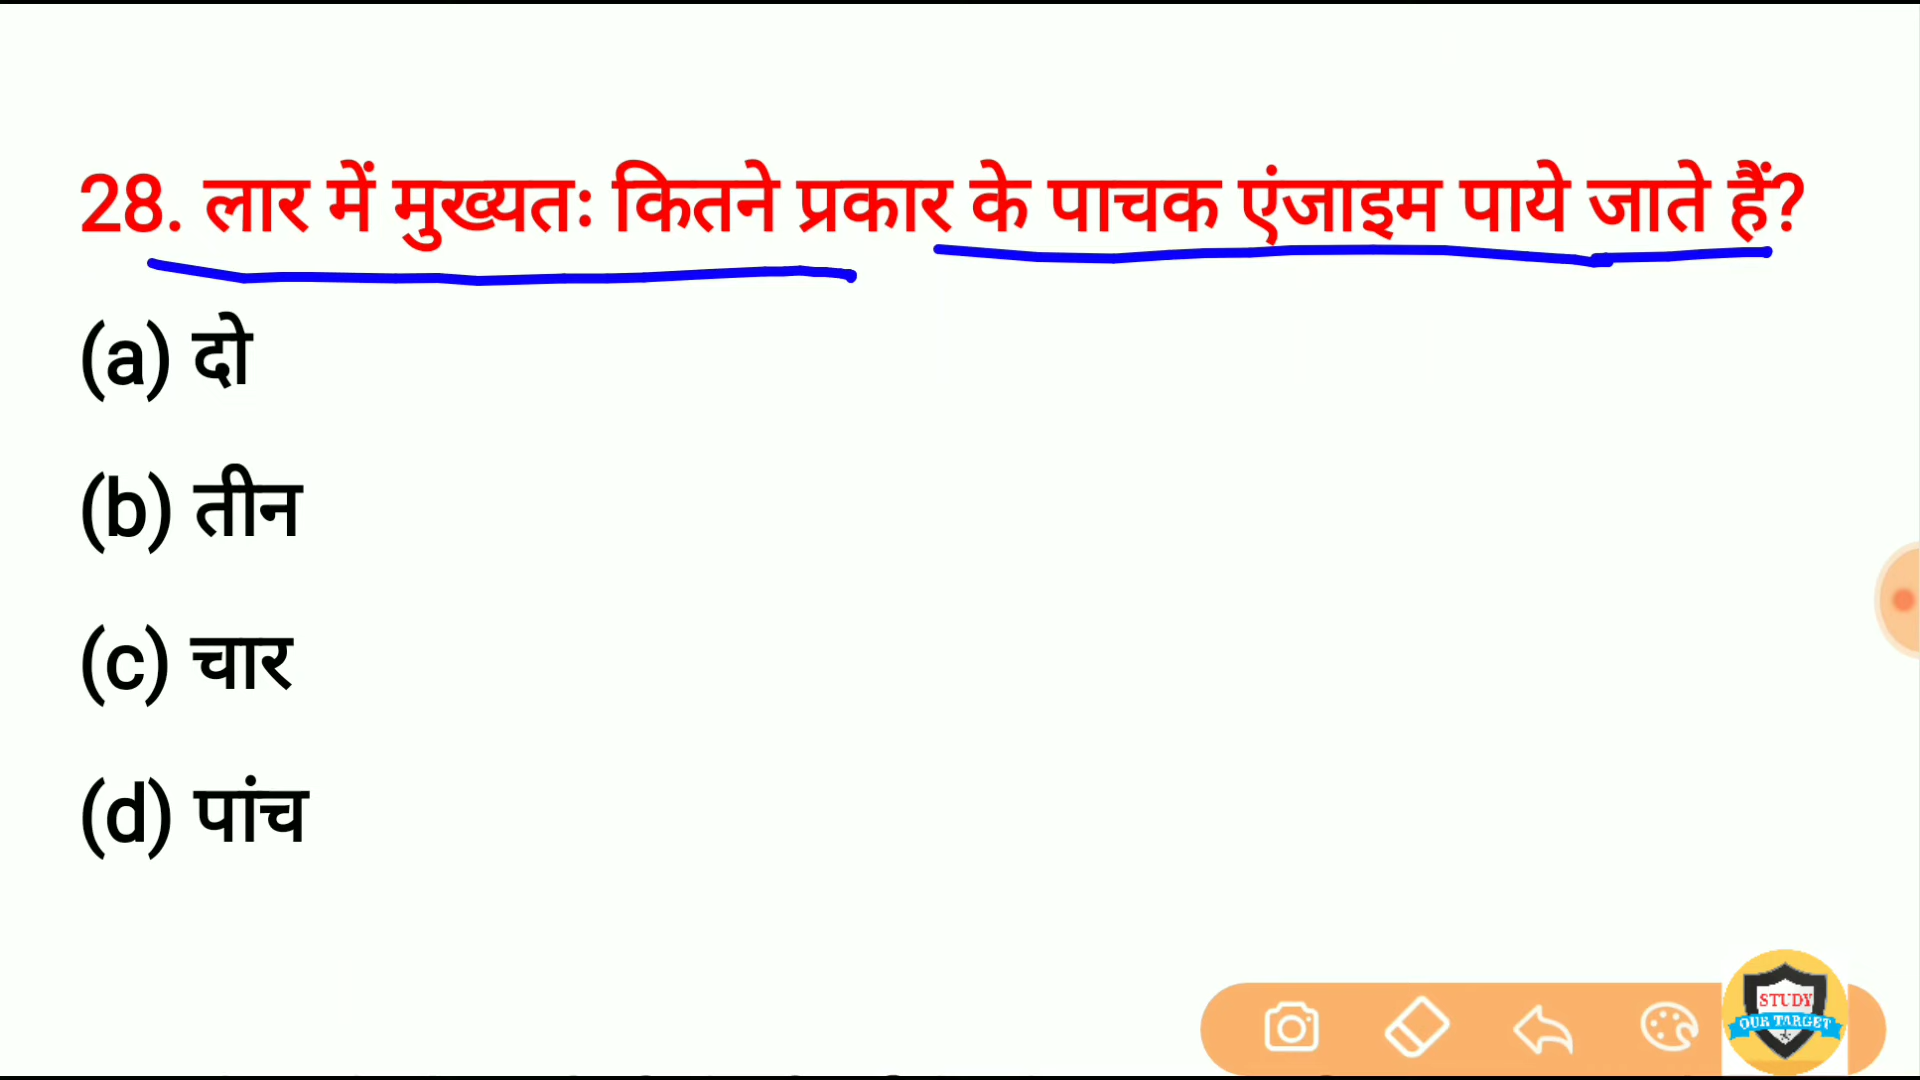 28. लार में मुख्यतः कितने प्रकार के पाचक एंजाइम पाये जाते हैं?
(a) दो
(b) तीन
(c) चार
(d) पांच
STUDY
OUR TARGET